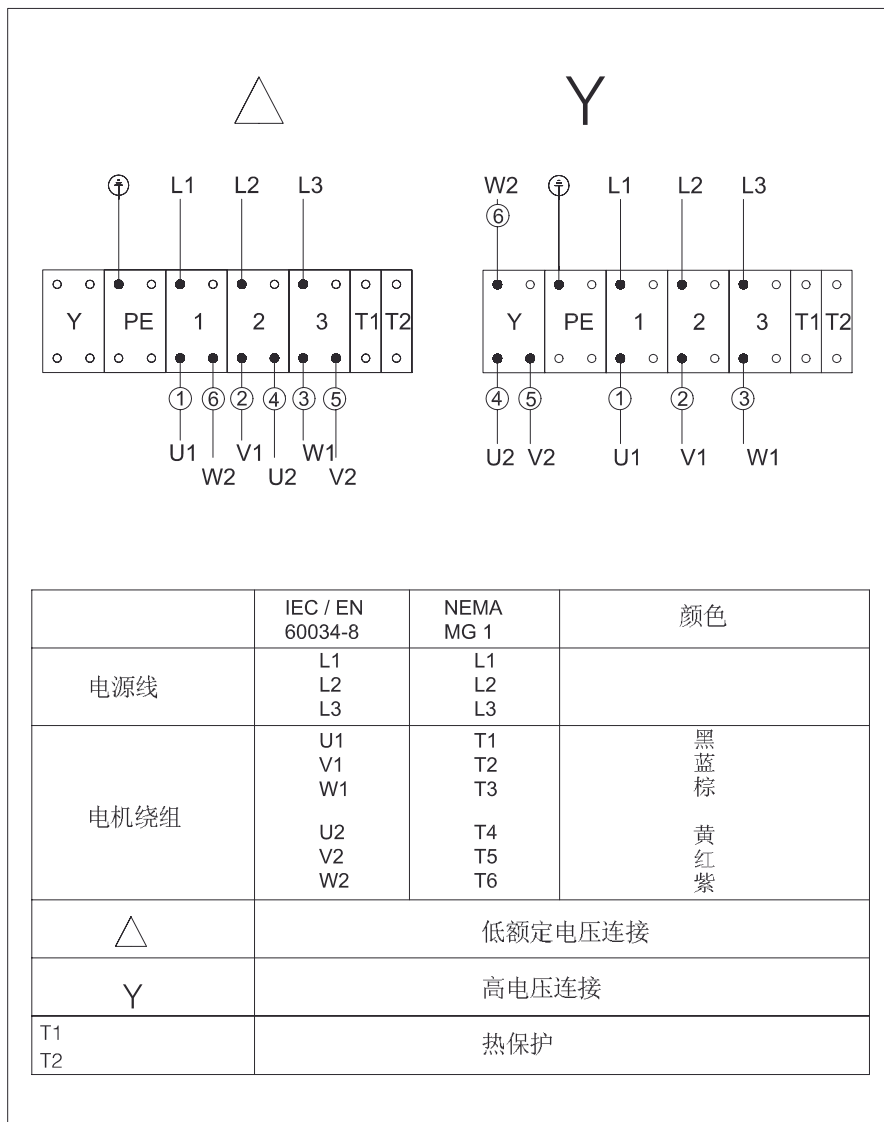 △ Y
L1 L2 L3
W2 L1 L2 L3
⑥
Y PE 1 2 3 T1 T2
Y PE 1 2 3 T1 T2
① ⑥ ② ④ ③ ⑤
④ ⑤ ① ② ③
U1 W2 V1 U2 W1 V2
U2 V2 U1 V1 W1
IEC / EN
60034-8
NEMA
MG 1
颜色
电源线
L1 L1
L2 L2
L3 L3
电机绕组
U1 T1 黑
V1 T2 蓝
W1 T3 棕
U2 T4 黄
V2 T5 红
W2 T6 紫
△ 低额定电压连接
Y 高电压连接
T1
T2
热保护